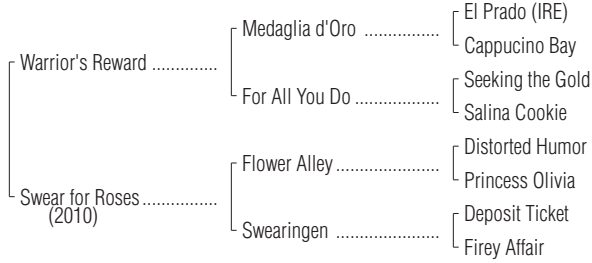 El Prado (IRE)
Medaglia d'Oro ................
Cappucino Bay
Warrior's Reward ..............
Seeking the Gold
For All You Do ..................
Salina Cookie
Distorted Humor
Flower Alley ......................
Princess Olivia
Swear for Roses ................
(2010)
Deposit Ticket
Swearingen ......................
Firey Affair